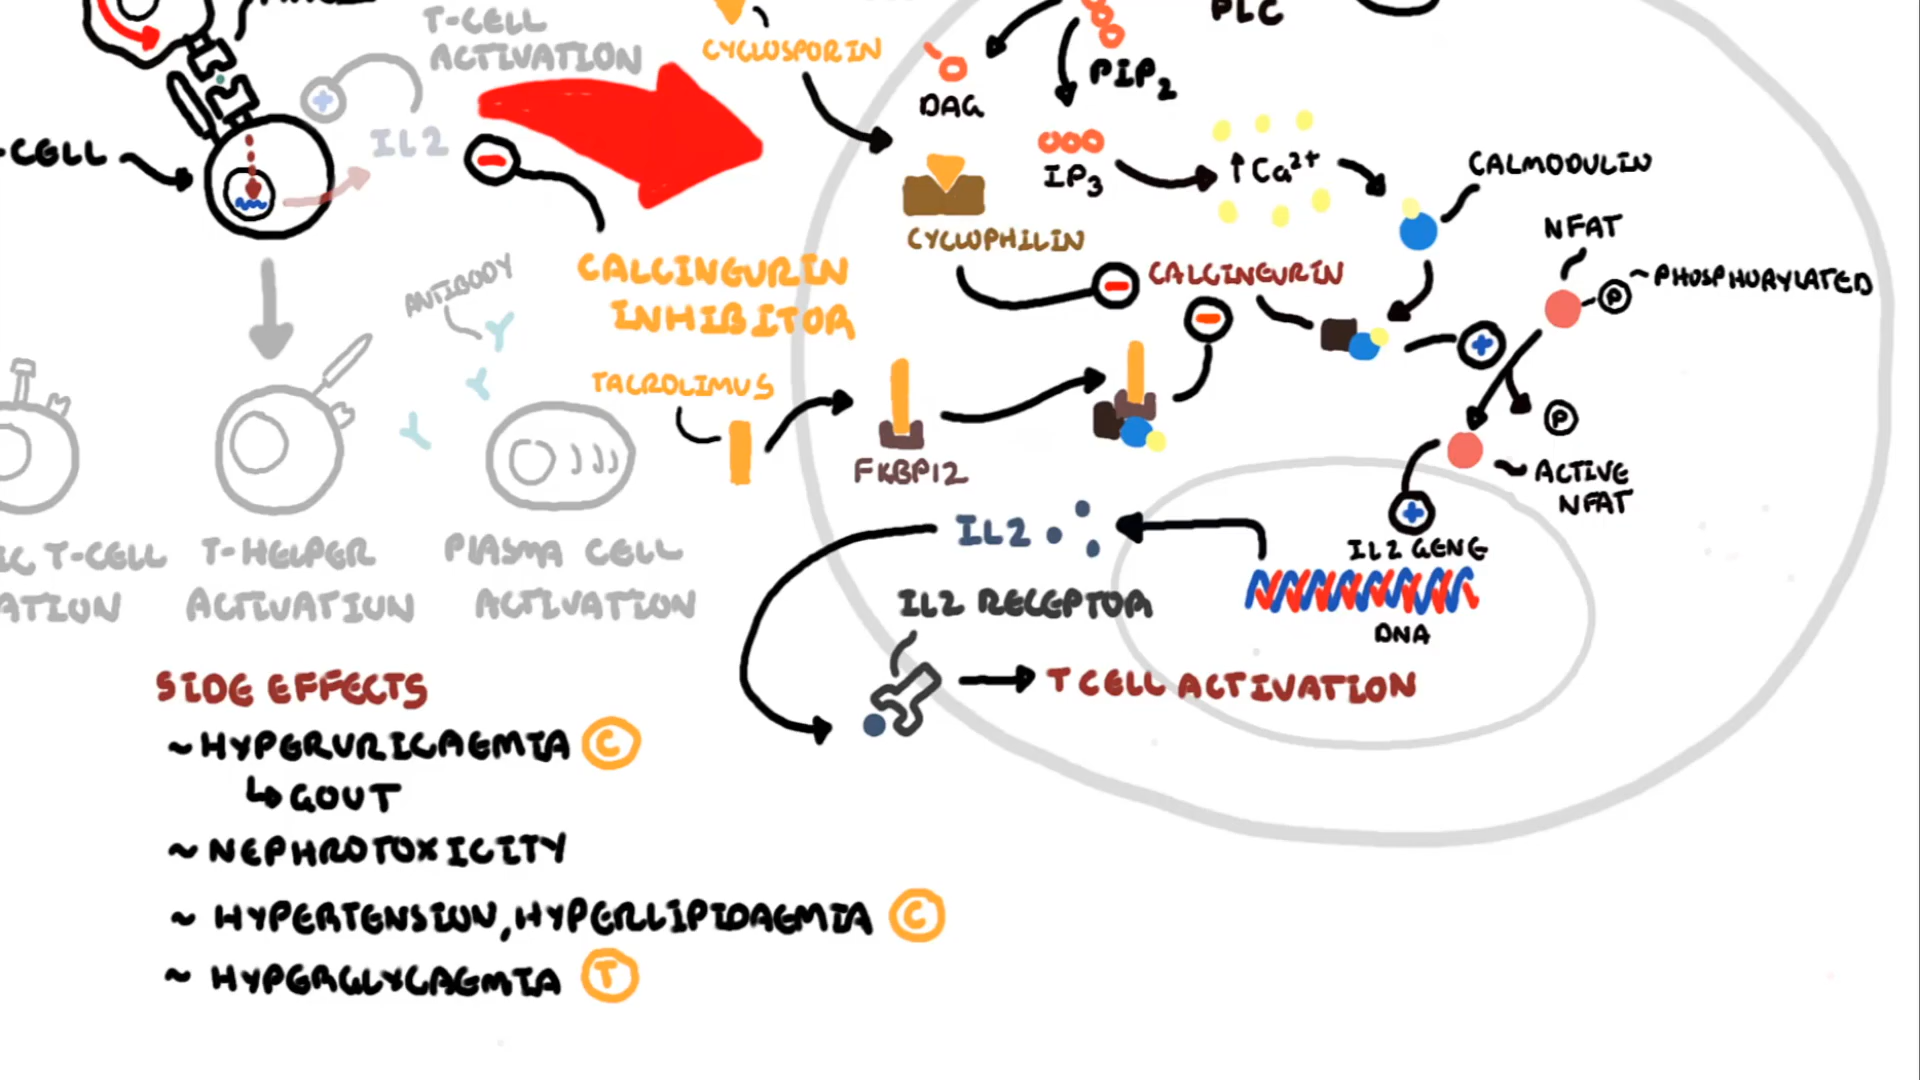 T-CELL
ACTIVATION
IL2
-CELL
CYCLOSPORIN
PLC
PIP2
DAG
IP3
↑Ca2+
CALMODULIN
NFAT
~PHOSPHORYLATED
P
CYCLOPHILIN
CALCINEURIN
CALCINEURIN
INHIBITOR
ANTIBODY
TACROLIMUS
FKBP12
P
ACTIVE
NFAT
IL2
IL2 GENE
DNA
IL2 RECEPTOR
T CELL ACTIVATION
IC T-CELL
ATION
T-HELPER
ACTIVATION
PLASMA CELL
ACTIVATION
SIDE EFFECTS
~ HYPERURICAEMIA C
↳ GOUT
~ NEPHROTOXICITY
~ HYPERTENSION, HYPERLIPIDAEMIA C
~ HYPERGLYCAEMIA T